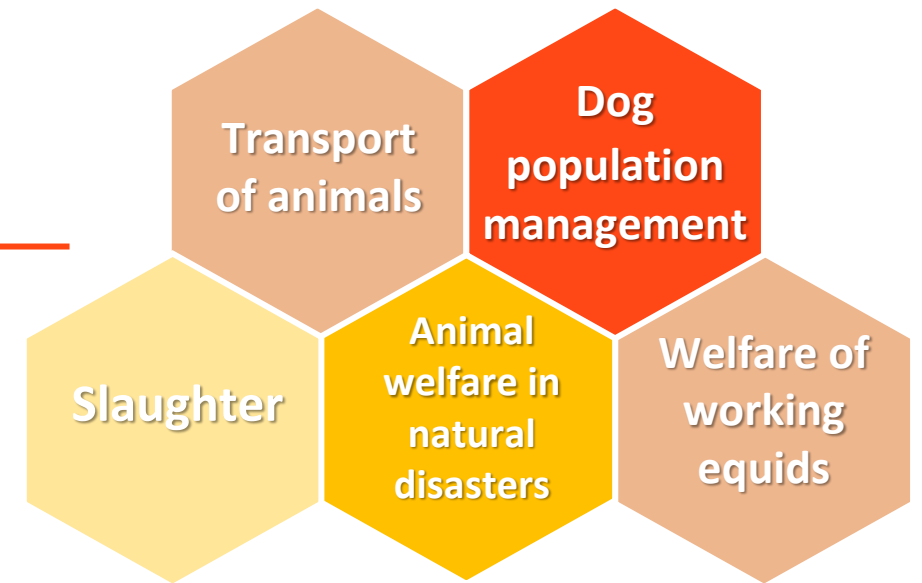 Transport
of animals
Dog
population
management
Slaughter
Animal
welfare in
natural
disasters
Welfare of
working
equids